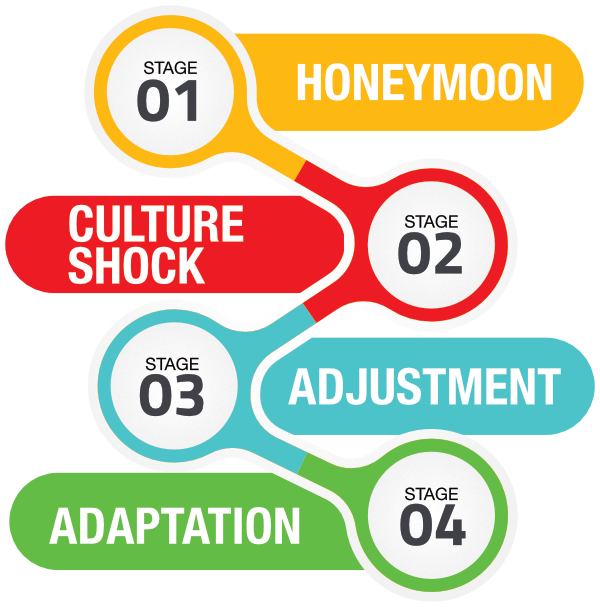 STAGE
01
HONEYMOON
CULTURE
SHOCK
STAGE
02
STAGE
03
ADJUSTMENT
ADAPTATION
STAGE
04